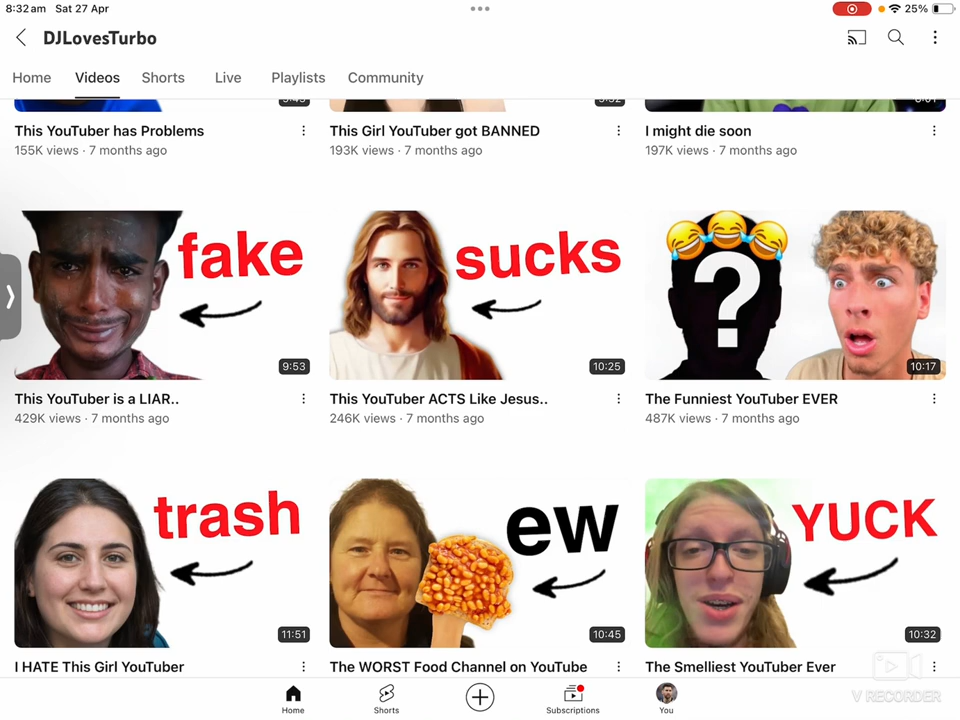 8:32 am Sat 27 Apr
25%
DJLovesTurbo
Home Videos Shorts Live Playlists Community
This YouTuber has Problems
155K views · 7 months ago
This Girl YouTuber got BANNED
193K views · 7 months ago
I might die soon
197K views · 7 months ago
fake
9:53
This YouTuber is a LIAR..
429K views · 7 months ago
sucks
10:25
This YouTuber ACTS Like Jesus..
246K views · 7 months ago
?
10:17
The Funniest YouTuber EVER
487K views · 7 months ago
trash
11:51
I HATE This Girl YouTuber
ew
10:45
The WORST Food Channel on YouTube
YUCK
10:32
The Smelliest YouTuber Ever
V RECORDER
Home Shorts Subscriptions You